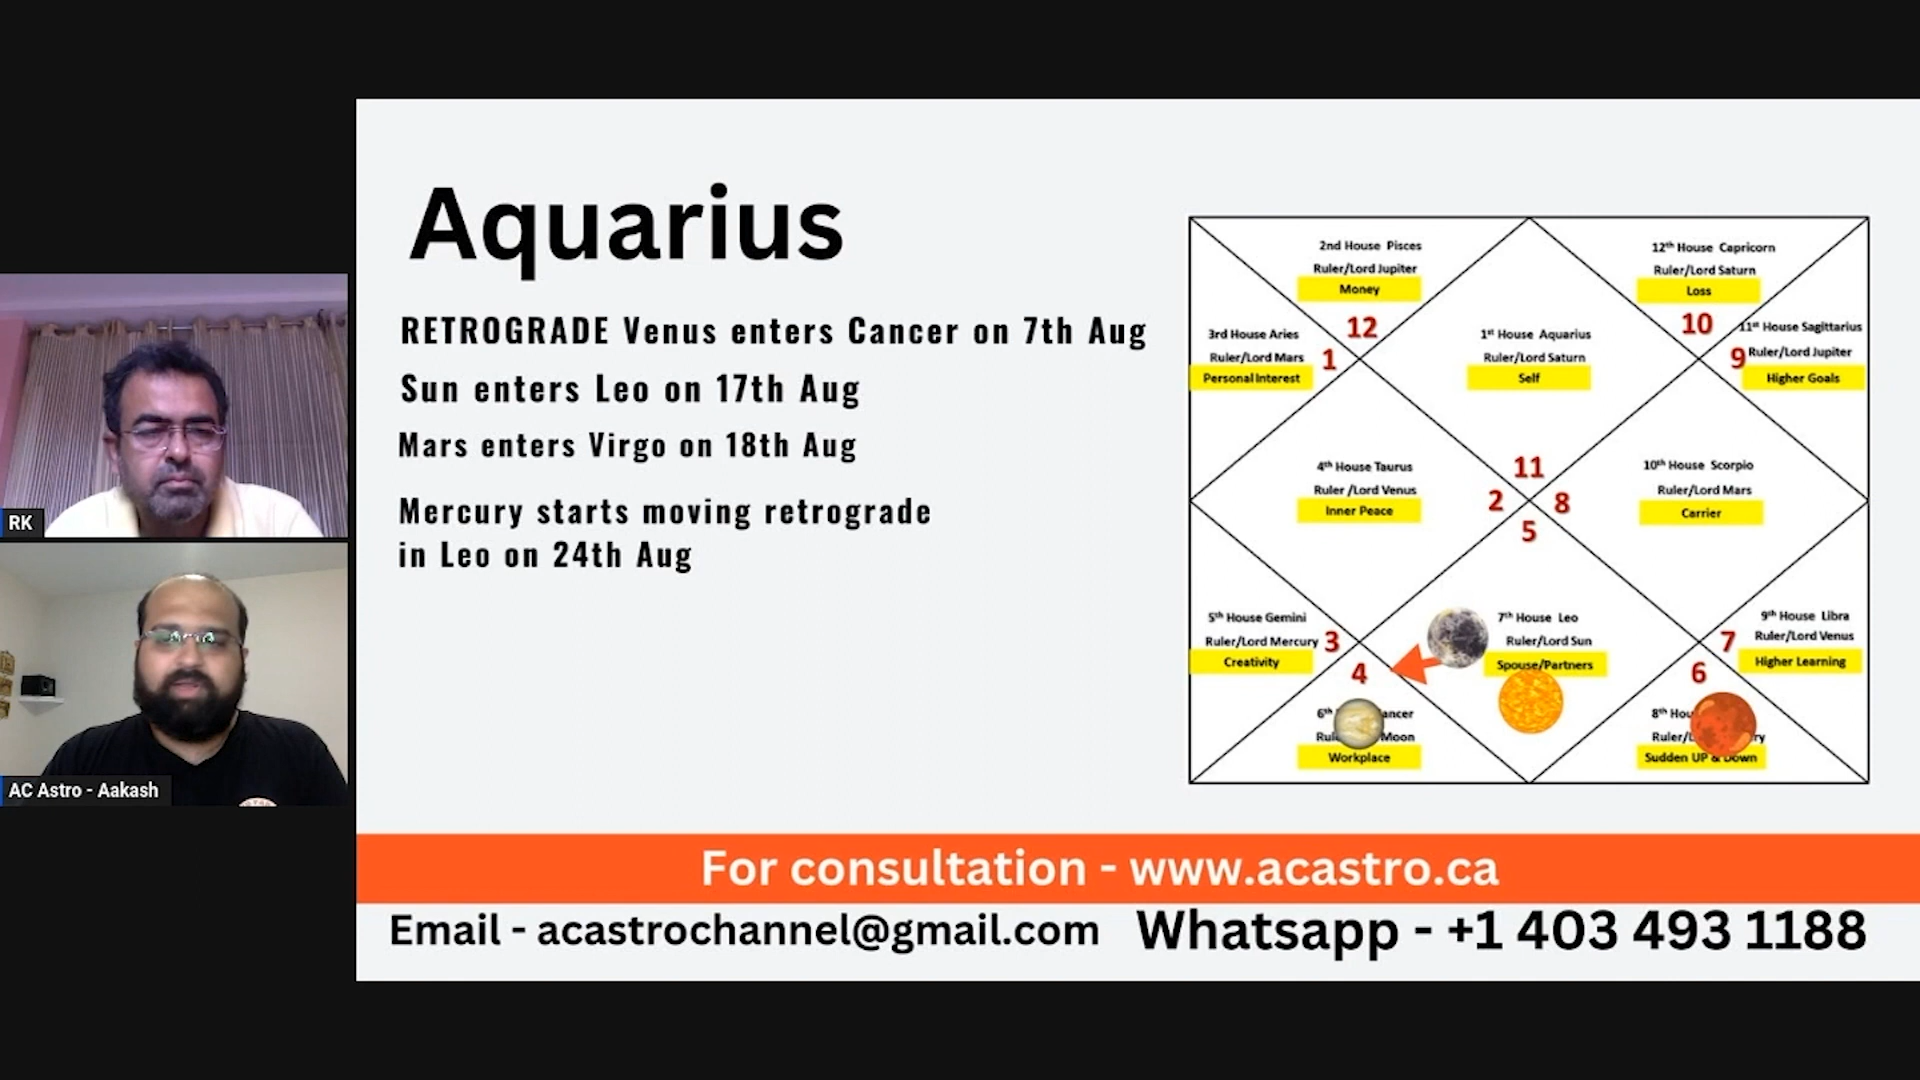 Aquarius
RETROGRADE Venus enters Cancer on 7th Aug
Sun enters Leo on 17th Aug
Mars enters Virgo on 18th Aug
Mercury starts moving retrograde
in Leo on 24th Aug
2nd House Pisces
Ruler/Lord Jupiter
Money
12
12th House Capricorn
Ruler/Lord Saturn
Loss
10
3rd House Aries
Ruler/Lord Mars
Personal Interest
1
1st House Aquarius
Ruler/Lord Saturn
Self
11st House Sagittarius
Ruler/Lord Jupiter
Higher Goals
9
4th House Taurus
Ruler /Lord Venus
Inner Peace
11
2
8
5
10th House Scorpio
Ruler/Lord Mars
Carrier
5th House Gemini
Ruler/Lord Mercury
Creativity
3
4
7th House Leo
Ruler/Lord Sun
Spouse/Partners
9th House Libra
Ruler/Lord Venus
Higher Learning
7
6
6th
Moon
Workplace
8th
Sudden UP & Down
RK
AC Astro - Aakash
For consultation - www.acastro.ca
Email - acastrochannel@gmail.com
Whatsapp - +1 403 493 1188